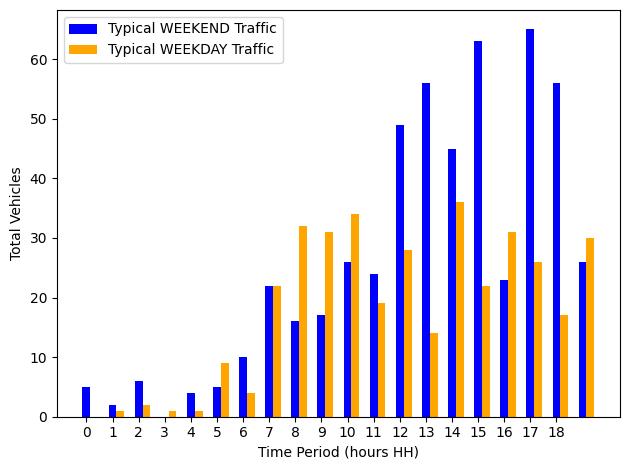 Typical WEEKEND Traffic
Typical WEEKDAY Traffic
Total Vehicles
60
50
40
30
20
10
0
0 1 2 3 4 5 6 7 8 9 10 11 12 13 14 15 16 17 18
Time Period (hours HH)